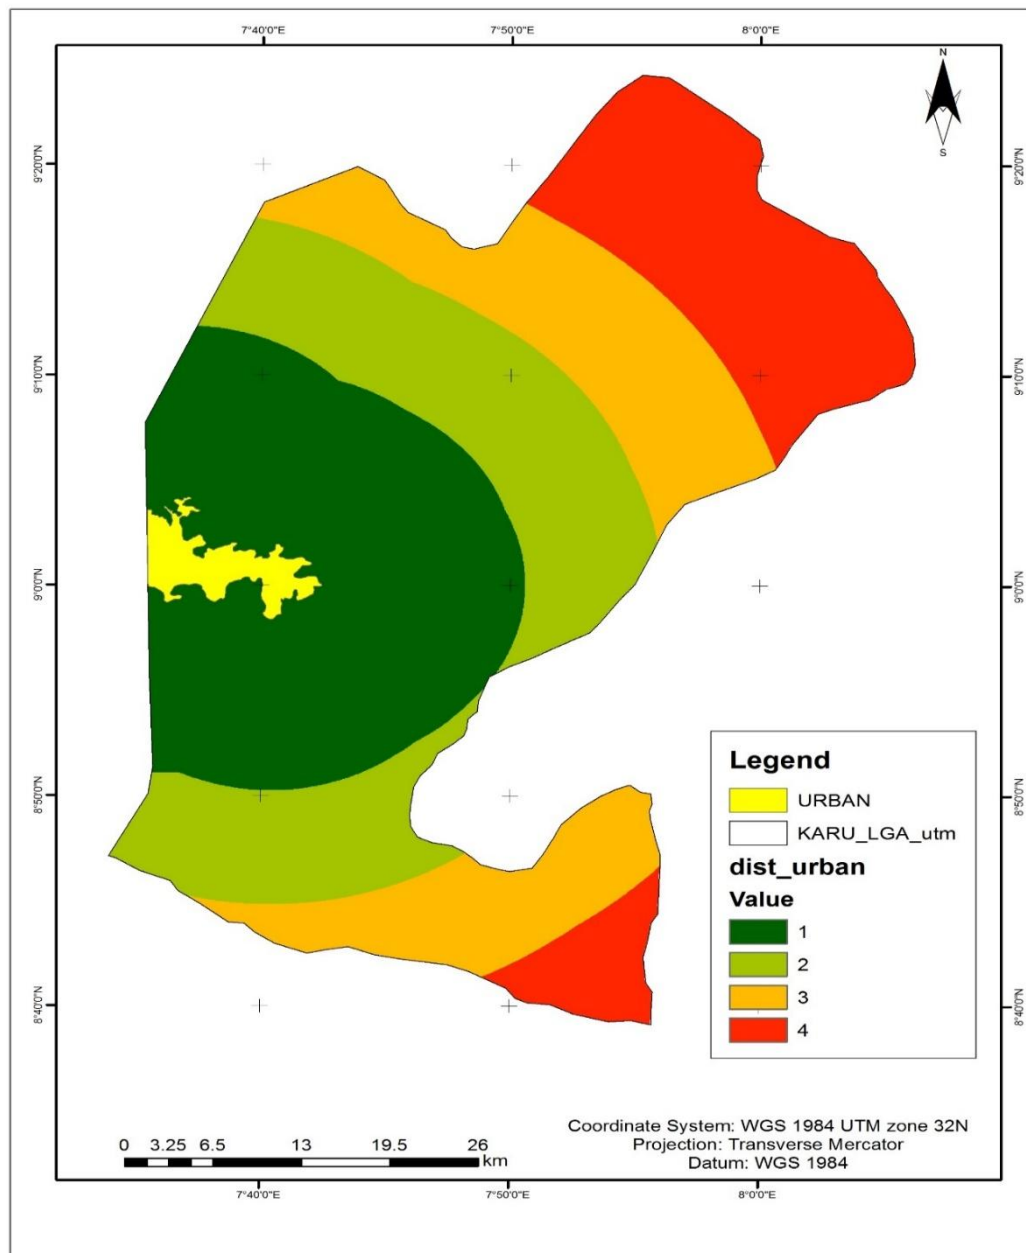 7°40'0"E 7°50'0"E 8°0'0"E
N
S
9°20'0"N 9°20'0"N
9°10'0"N 9°10'0"N
9°0'0"N 9°0'0"N
Legend
URBAN
KARU_LGA_utm
dist_urban
Value
1
2
3
4
8°50'0"N 8°50'0"N
8°40'0"N 8°40'0"N
Coordinate System: WGS 1984 UTM zone 32N
Projection: Transverse Mercator
Datum: WGS 1984
0 3.25 6.5 13 19.5 26
km
7°40'0"E 7°50'0"E 8°0'0"E